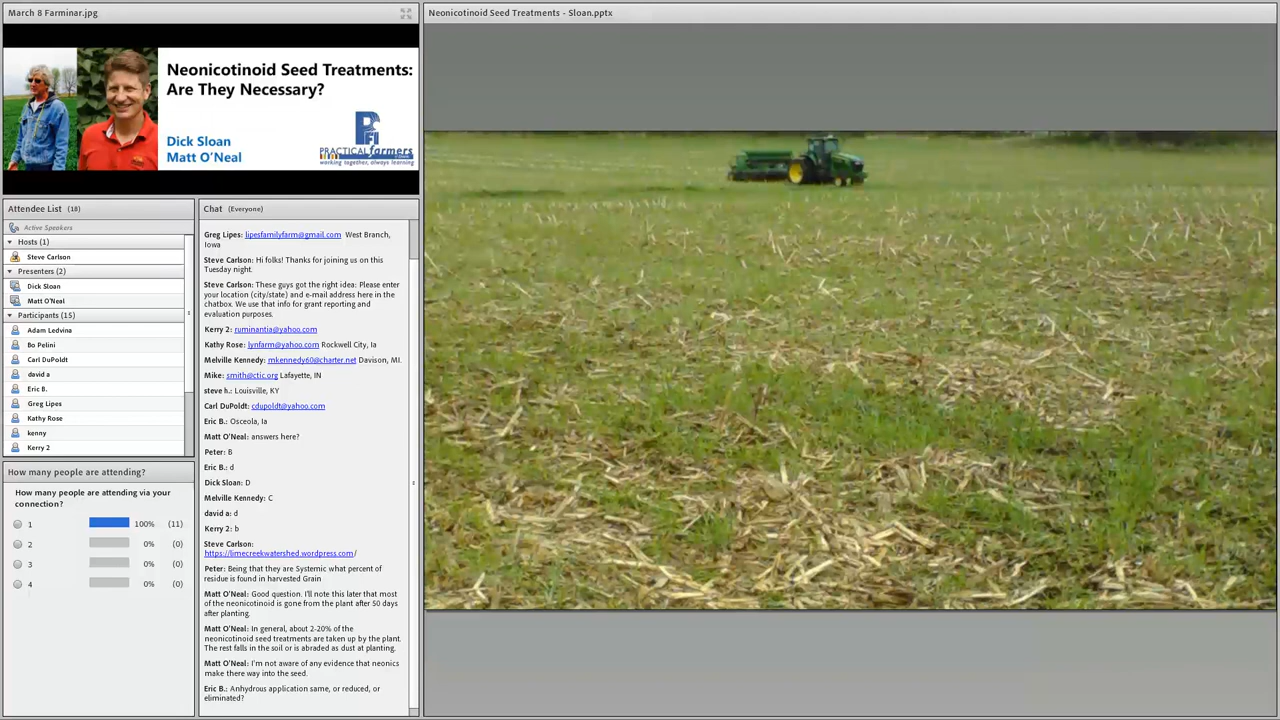 March 8 Farminar.jpg
Neonicotinoid Seed Treatments:
Are They Necessary?
Dick Sloan
Matt O'Neal
PRACTICAL farmers
working together, always learning
Attendee List (18)
Active Speakers
Hosts (1)
Steve Carlson
Presenters (2)
Dick Sloan
Matt O'Neal
Participants (15)
Adam Ledvina
Bo Pelini
Carl DuPoldt
david a
Eric B.
Greg Lipes
Kathy Rose
kenny
Kerry 2
How many people are attending?
How many people are attending via your
connection?
1 100% (11)
2 0% (0)
3 0% (0)
4 0% (0)
Chat (Everyone)
Greg Lipes: lipesfamilyfarm@gmail.com West Branch,
Iowa
Steve Carlson: Hi folks! Thanks for joining us on this
Tuesday night.
Steve Carlson: These guys got the right idea: Please enter
your location (city/state) and e-mail address here in the
chatbox. We use that info for grant reporting and
evaluation purposes.
Kerry 2: ruminantia@yahoo.com
Kathy Rose: lynfarm@yahoo.com Rockwell City, Ia
Melville Kennedy: mkennedy60@charter.net Davison, MI.
Mike: smith@ctic.org Lafayette, IN
steve h.: Louisville, KY
Carl DuPoldt: cdupoldt@yahoo.com
Eric B.: Osceola, Ia
Matt O'Neal: answers here?
Peter: B
Eric B.: d
Dick Sloan: D
Melville Kennedy: C
david a: d
Kerry 2: b
Steve Carlson:
https://limecreekwatershed.wordpress.com/
Peter: Being that they are Systemic what percent of
residue is found in harvested Grain
Matt O'Neal: Good question. I'll note this later that most
of the neonicotinoid is gone from the plant after 50 days
after planting.
Matt O'Neal: In general, about 2-20% of the
neonicotinoid seed treatments are taken up by the plant.
The rest falls in the soil or is abraded as dust at planting.
Matt O'Neal: I'm not aware of any evidence that neonics
make there way into the seed.
Eric B.: Anhydrous application same, or reduced, or
eliminated?
Neonicotinoid Seed Treatments - Sloan.pptx